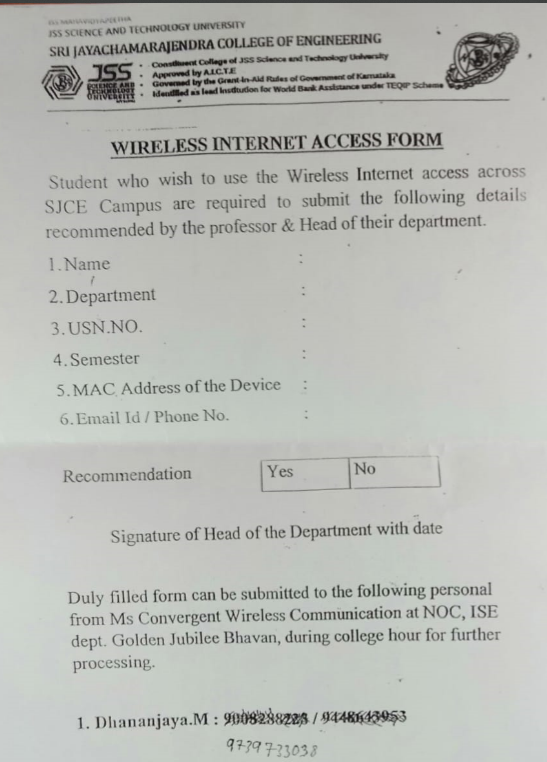 JSS MAHAVIDYAPEETHA
JSS SCIENCE AND TECHNOLOGY UNIVERSITY
SRI JAYACHAMARAJENDRA COLLEGE OF ENGINEERING
JSS
SCIENCE AND
TECHNOLOGY
UNIVERSITY
• Constituent College of JSS Science and Technology University
• Approved by A.I.C.T.E
• Governed by the Grant-in-Aid Rules of Government of Karnataka
• Identified as lead Institution for World Bank Assistance under TEQIP Scheme
WIRELESS INTERNET ACCESS FORM
Student who wish to use the Wireless Internet access across
SJCE Campus are required to submit the following details
recommended by the professor & Head of their department.
1. Name :
2. Department :
3. USN.NO. :
4. Semester :
5. MAC Address of the Device :
6. Email Id / Phone No. :
Recommendation Yes No
Signature of Head of the Department with date
Duly filled form can be submitted to the following personal
from Ms Convergent Wireless Communication at NOC, ISE
dept. Golden Jubilee Bhavan, during college hour for further
processing.
1. Dhananjaya.M :
9739733038